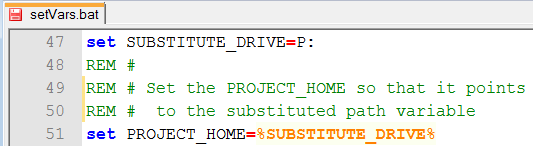 setVars.bat
47 set SUBSTITUTE_DRIVE=P:
48 REM #
49 REM # Set the PROJECT_HOME so that it points
50 REM #  to the substituted path variable
51 set PROJECT_HOME=%SUBSTITUTE_DRIVE%